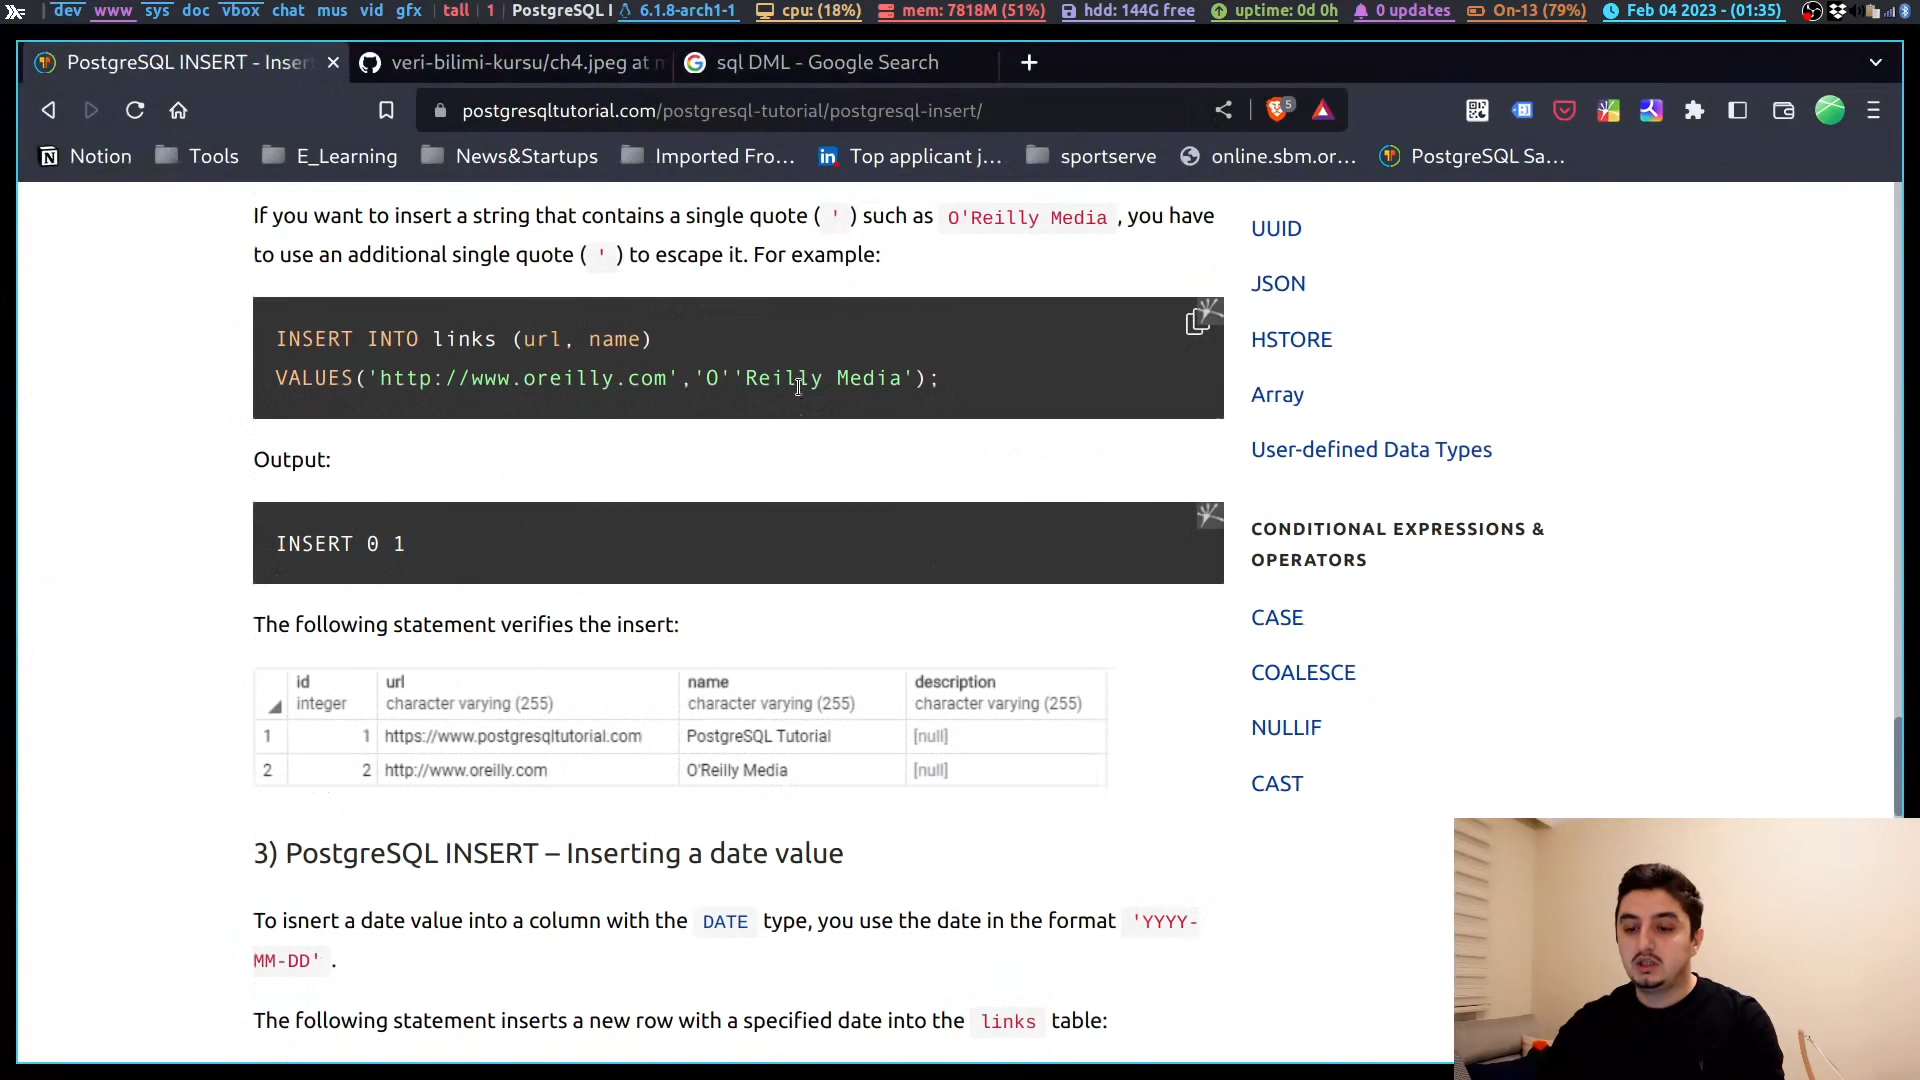 dev www sys doc vbox chat mus vid gfx tall 1 PostgreSQL I 6.1.8-arch1-1 cpu: (18%) mem: 7818M (51%) hdd: 144G free uptime: 0d 0h 0 updates On-13 (79%) Feb 04 2023 - (01:35)
PostgreSQL INSERT - Inser veri-bilimi-kursu/ch4.jpeg at m sql DML - Google Search
postgresqltutorial.com/postgresql-tutorial/postgresql-insert/ 5
Notion Tools E_Learning News&Startups Imported Fro... Top applicant j... sportserve online.sbm.or... PostgreSQL Sa...
If you want to insert a string that contains a single quote ( ' ) such as O'Reilly Media , you have
to use an additional single quote ( ' ) to escape it. For example:
INSERT INTO links (url, name)
VALUES('http://www.oreilly.com','O''Reilly Media');
Output:
INSERT 0 1
The following statement verifies the insert:
id url name description
integer character varying (255) character varying (255) character varying (255)
1 1 https://www.postgresqltutorial.com PostgreSQL Tutorial [null]
2 2 http://www.oreilly.com O'Reilly Media [null]
3) PostgreSQL INSERT – Inserting a date value
To isnert a date value into a column with the DATE type, you use the date in the format 'YYYY-
MM-DD' .
The following statement inserts a new row with a specified date into the links table:
UUID
JSON
HSTORE
Array
User-defined Data Types
CONDITIONAL EXPRESSIONS &
OPERATORS
CASE
COALESCE
NULLIF
CAST